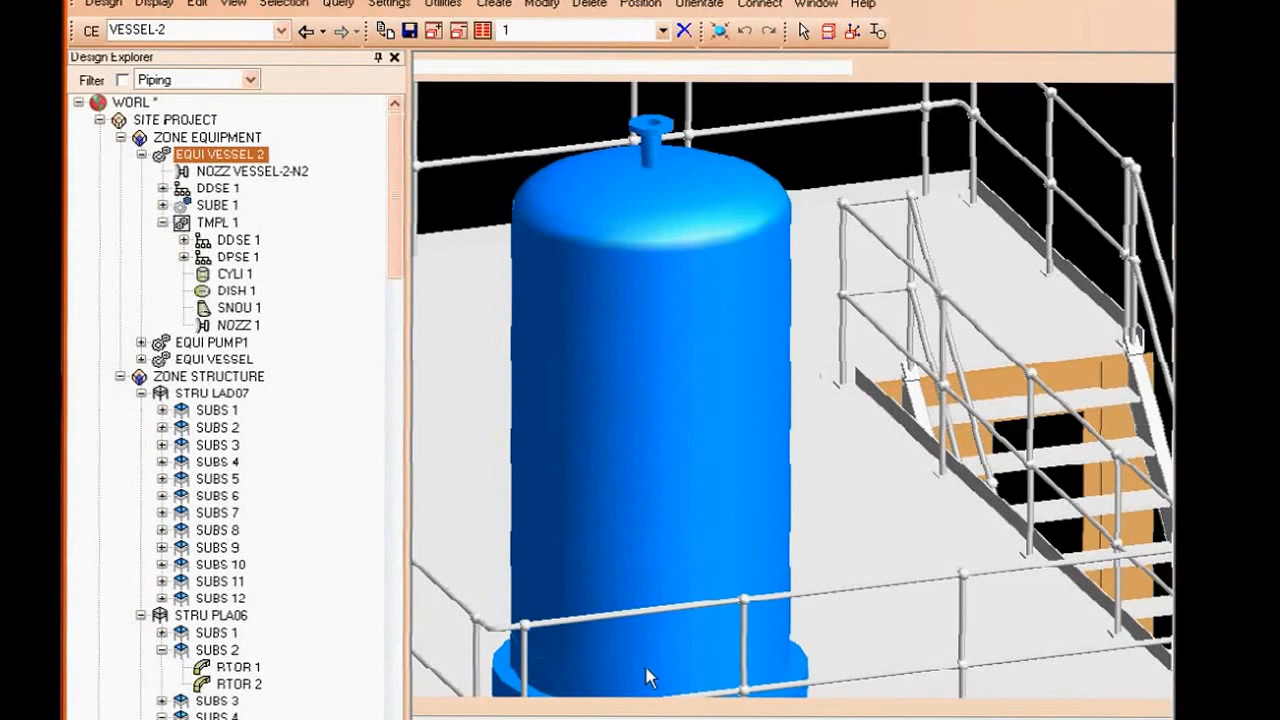 Design Display Edit View Selection Query Settings Utilities Create Modify Delete Position Orientate Connect Window Help
CE VESSEL-2 1
Design Explorer
Filter Piping
WORL *
SITE PROJECT
ZONE EQUIPMENT
EQUI VESSEL 2
NOZZ VESSEL-2-N2
DDSE 1
SUBE 1
TMPL 1
DDSE 1
DPSE 1
CYLI 1
DISH 1
SNOU 1
NOZZ 1
EQUI PUMP1
EQUI VESSEL
ZONE STRUCTURE
STRU LAD07
SUBS 1
SUBS 2
SUBS 3
SUBS 4
SUBS 5
SUBS 6
SUBS 7
SUBS 8
SUBS 9
SUBS 10
SUBS 11
SUBS 12
STRU PLA06
SUBS 1
SUBS 2
RTOR 1
RTOR 2
SUBS 3
SUBS 4